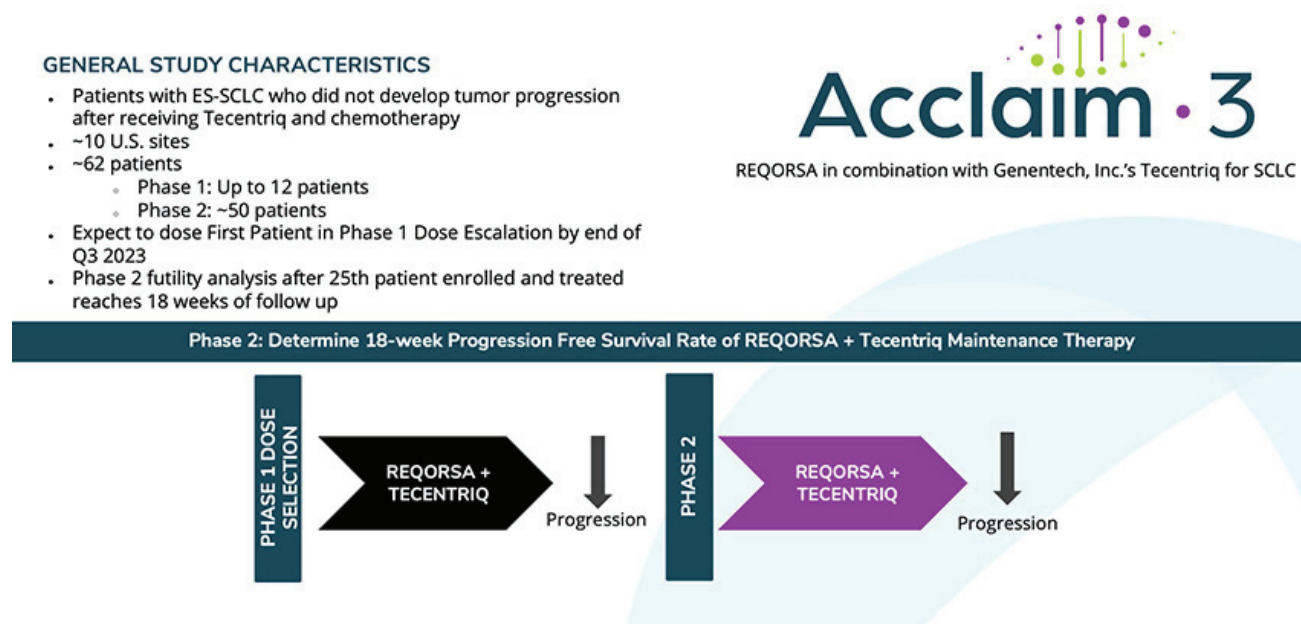 GENERAL STUDY CHARACTERISTICS
• Patients with ES-SCLC who did not develop tumor progression
after receiving Tecentriq and chemotherapy
• ~10 U.S. sites
• ~62 patients
◦ Phase 1: Up to 12 patients
◦ Phase 2: ~50 patients
• Expect to dose First Patient in Phase 1 Dose Escalation by end of
Q3 2023
• Phase 2 futility analysis after 25th patient enrolled and treated
reaches 18 weeks of follow up
Acclaim • 3
REQORSA in combination with Genentech, Inc.'s Tecentriq for SCLC
Phase 2: Determine 18-week Progression Free Survival Rate of REQORSA + Tecentriq Maintenance Therapy
PHASE 1 DOSE
SELECTION
REQORSA +
TECENTRIQ
Progression
PHASE 2
REQORSA +
TECENTRIQ
Progression